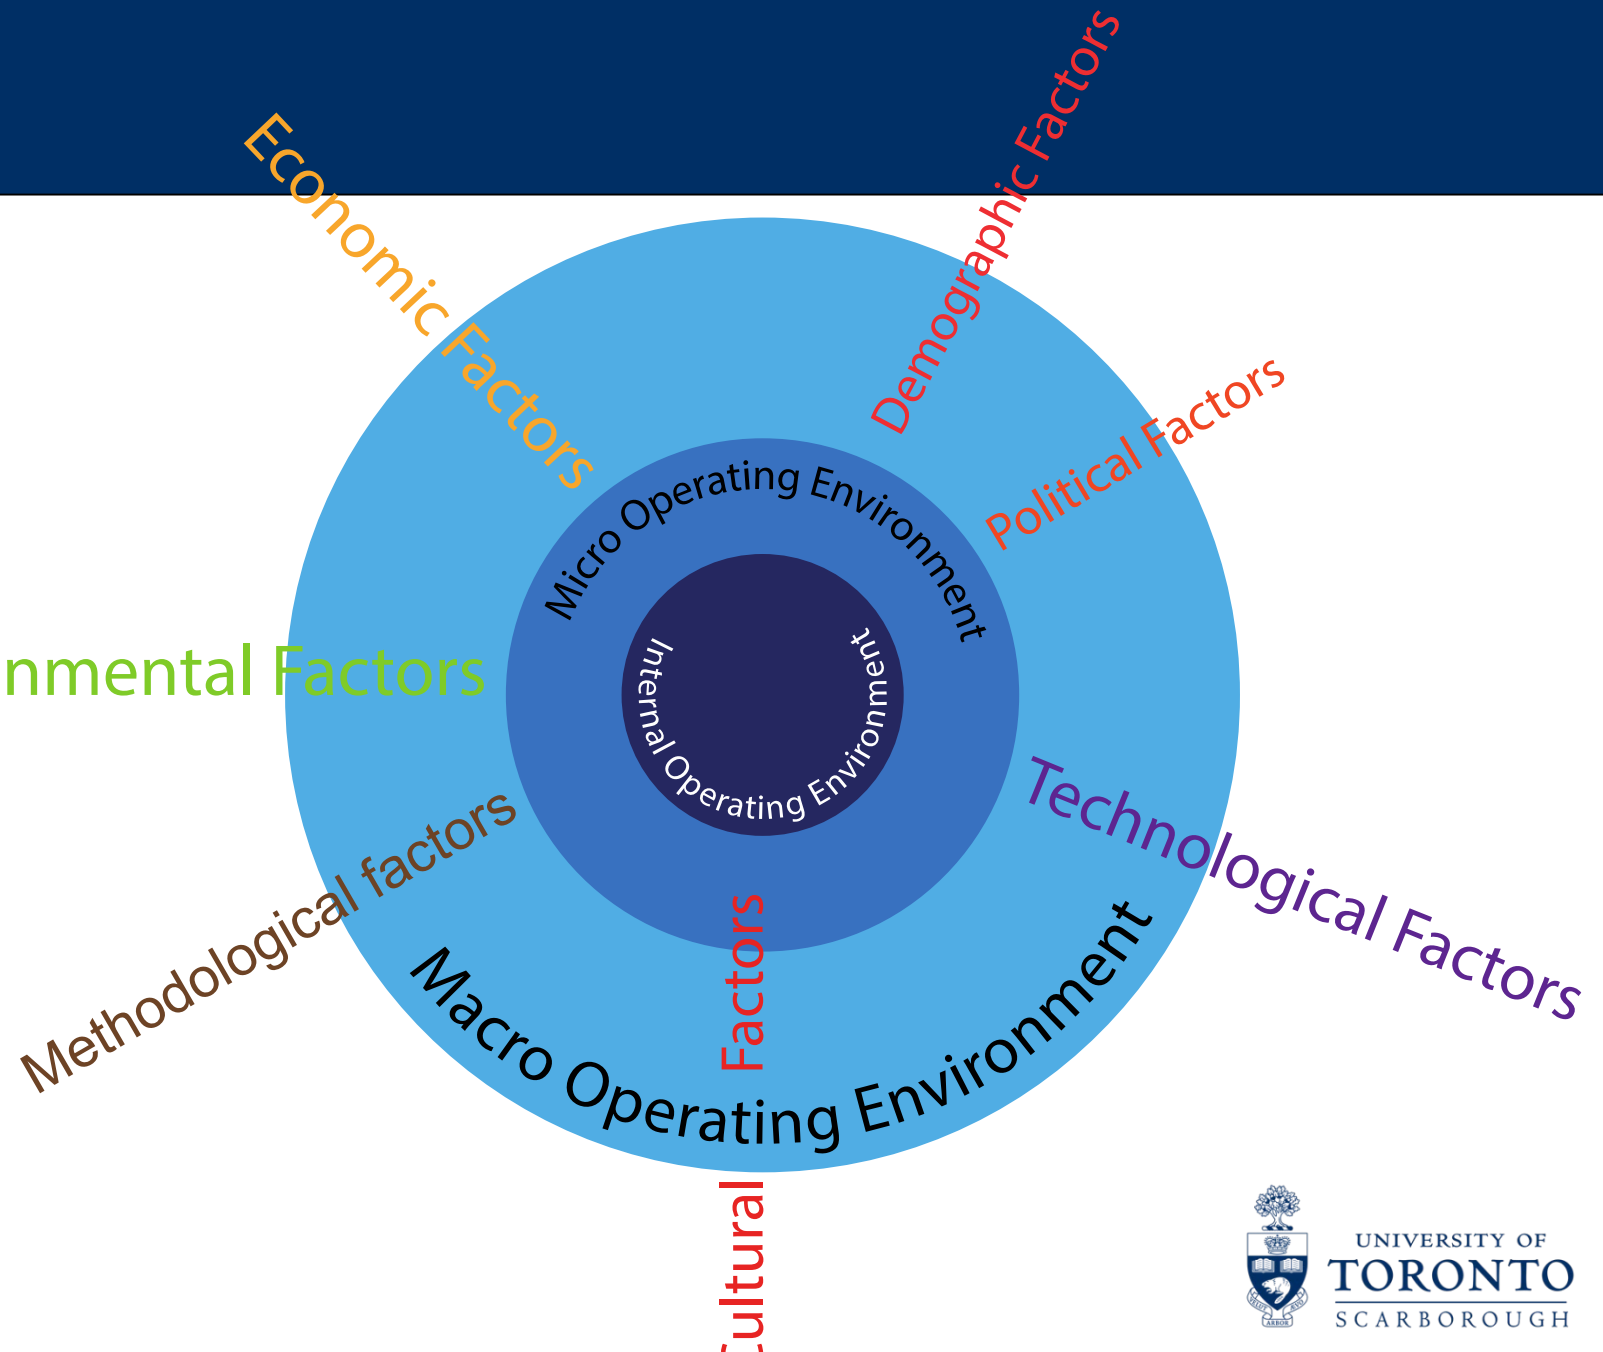 Economic Factors
Demographic Factors
Political Factors
Micro Operating Environment
Internal Operating Environment
nmental Factors
Technological Factors
Methodological factors
Macro Operating Environment
ultural Factors
UNIVERSITY OF
TORONTO
SCARBOROUGH